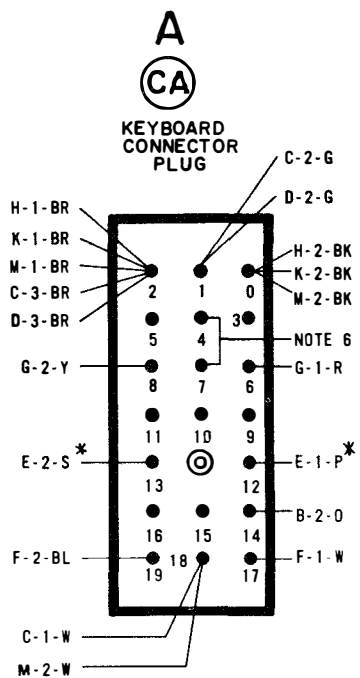 A
CA
KEYBOARD
CONNECTOR
PLUG
C-2-G
D-2-G
H-1-BR
K-1-BR
M-1-BR
C-3-BR
D-3-BR
H-2-BK
K-2-BK
M-2-BK
2 1 0
3
5 4
NOTE 6
G-2-Y
G-1-R
8 7 6
11 10 9
E-2-S*
E-1-P*
13 12
B-2-O
16 15 14
F-2-BL
18
F-1-W
19 17
C-1-W
M-2-W